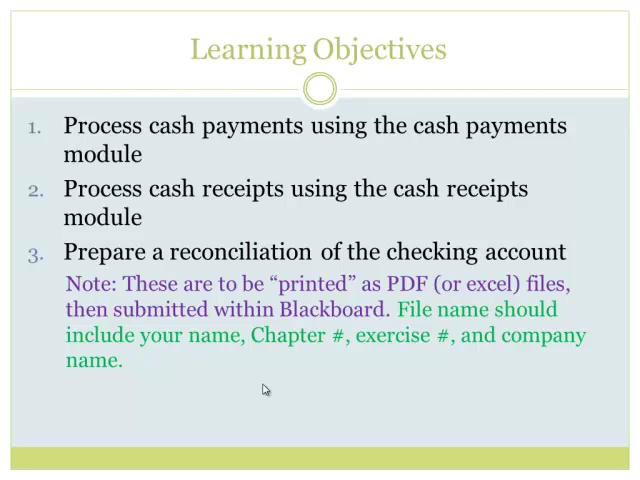 Learning Objectives
1. Process cash payments using the cash payments
module
2. Process cash receipts using the cash receipts
module
3. Prepare a reconciliation of the checking account
Note: These are to be “printed” as PDF (or excel) files,
then submitted within Blackboard. File name should
include your name, Chapter #, exercise #, and company
name.